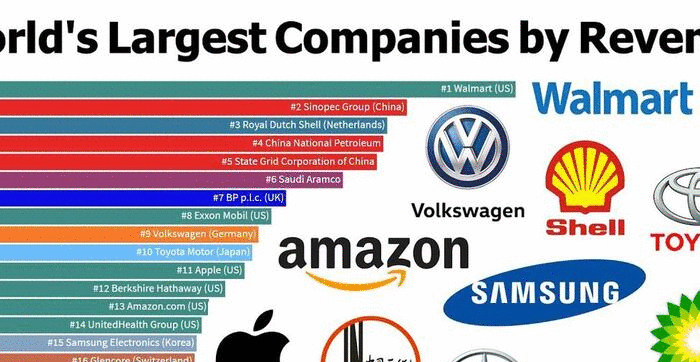 orld's Largest Companies by Reven
#1 Walmart (US)
Walmart
#2 Sinopec Group (China)
#3 Royal Dutch Shell (Netherlands)
#4 China National Petroleum
#5 State Grid Corporation of China
#6 Saudi Aramco
#7 BP p.l.c. (UK)
Volkswagen
Shell
#8 Exxon Mobil (US)
#9 Volkswagen (Germany)
TOY
#10 Toyota Motor (Japan)
amazon
#11 Apple (US)
#12 Berkshire Hathaway (US)
SAMSUNG
#13 Amazon.com (US)
#14 UnitedHealth Group (US)
#15 Samsung Electronics (Korea)
#16 Glencore (Switzerland)